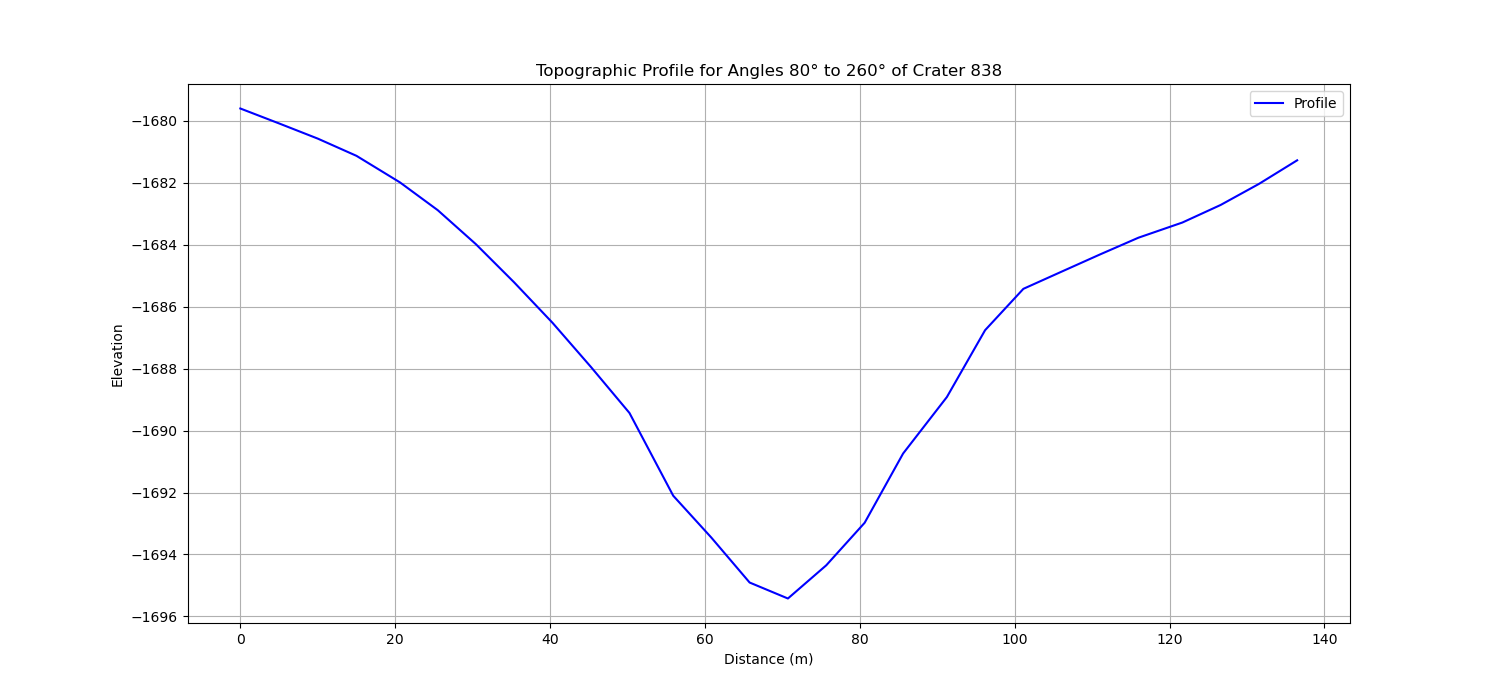 Topographic Profile for Angles 80° to 260° of Crater 838
Profile
−1680
−1682
−1684
−1686
−1688
−1690
−1692
−1694
−1696
Elevation
0 20 40 60 80 100 120 140
Distance (m)